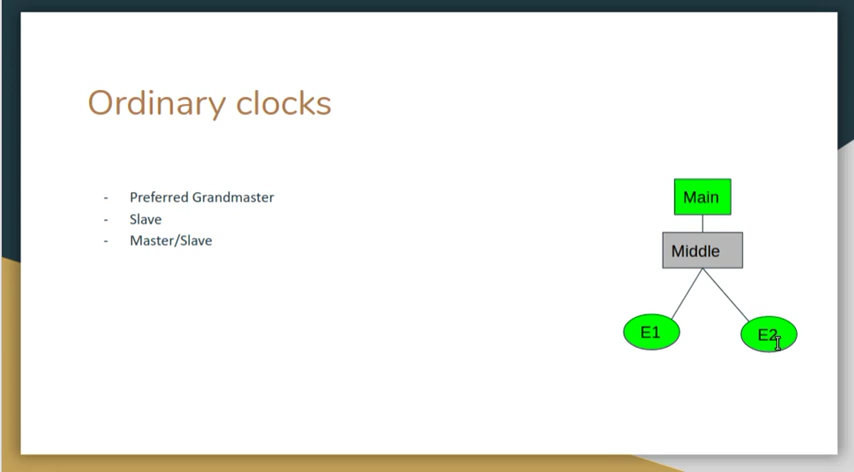 Ordinary clocks
- Preferred Grandmaster
- Slave
- Master/Slave
Main
Middle
E1
E2